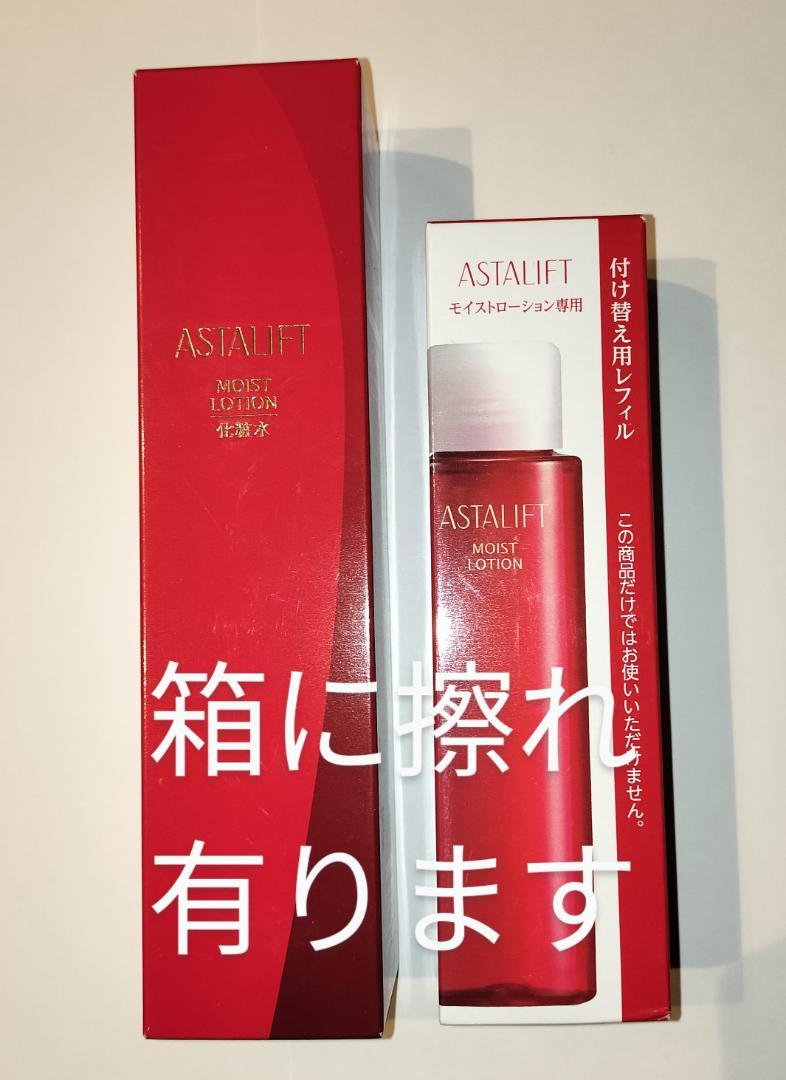 ASTALIFT
MOIST
LOTION
化粧水
ASTALIFT
モイストローション専用
付け替え用レフィル
ASTALIFT
MOIST
LOTION
この商品だけではお使いいただけません。
箱に擦れ
有ります